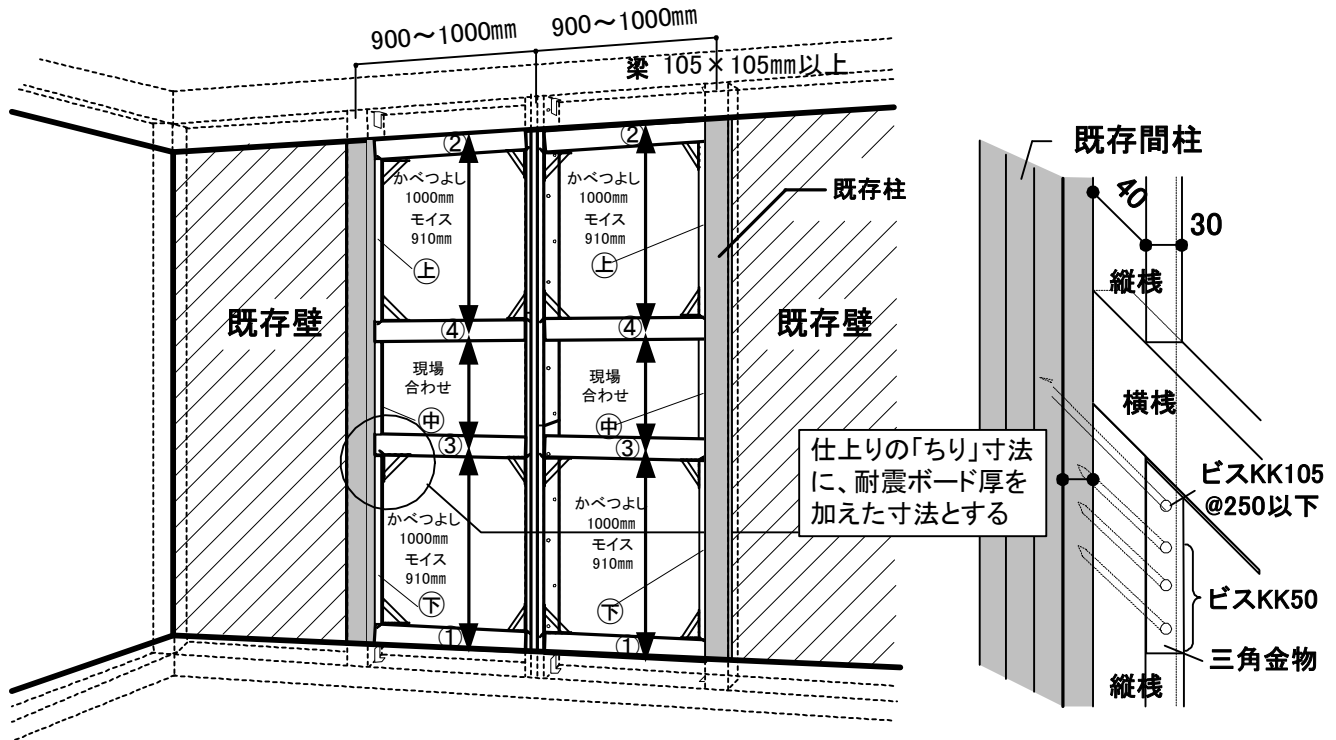 900～1000mm
900～1000mm
梁 105×105mm以上
②
②
かべつよし
1000㎜
モイス
910㎜
上
かべつよし
1000㎜
モイス
910㎜
上
既存柱
既存壁
既存壁
④
④
現場
合わせ
中
現場
合わせ
中
③
③
かべつよし
1000㎜
モイス
910㎜
下
かべつよし
1000㎜
モイス
910㎜
下
①
①
仕上りの「ちり」寸法
に、耐震ボード厚を
加えた寸法とする
既存間柱
40
30
縦桟
横桟
ビスKK105
@250以下
ビスKK50
三角金物
縦桟